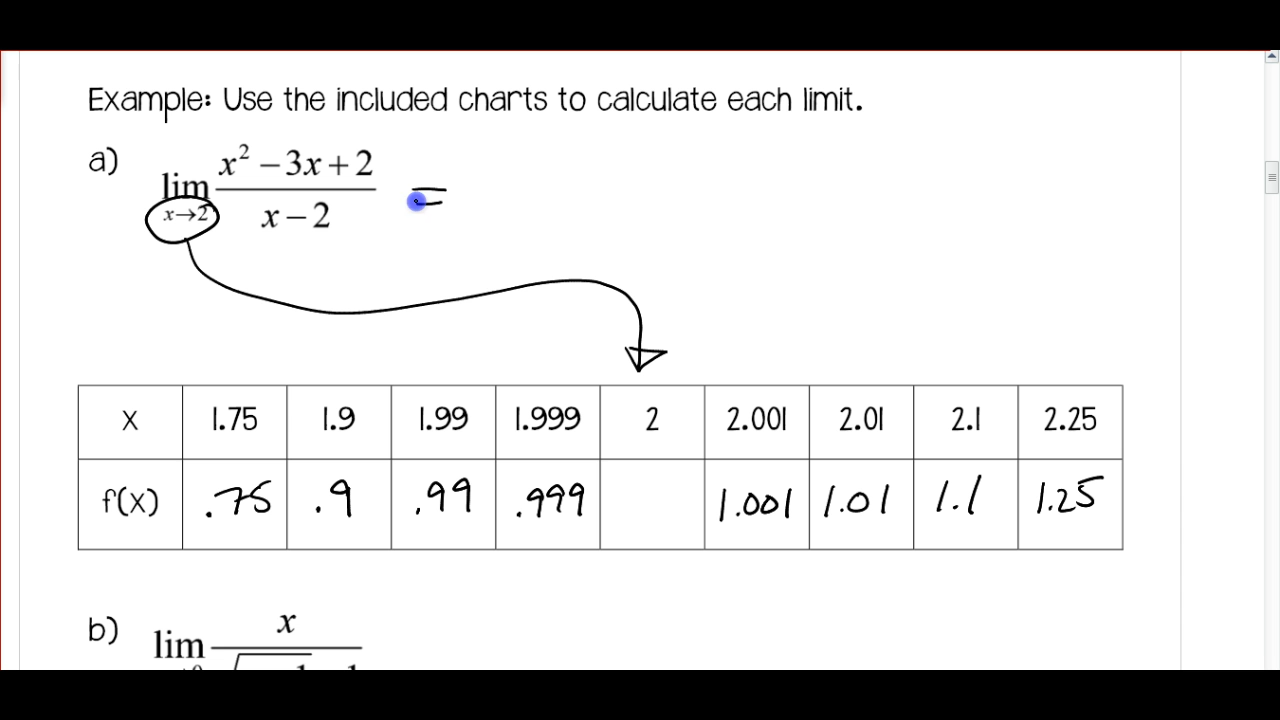 Example: Use the included charts to calculate each limit.
a) lim x→2 x² − 3x + 2 / x − 2 =
x 1.75 1.9 1.99 1.999 2 2.001 2.01 2.1 2.25
f(x) .75 .9 .99 .999 1.001 1.01 1.1 1.25
b) lim x